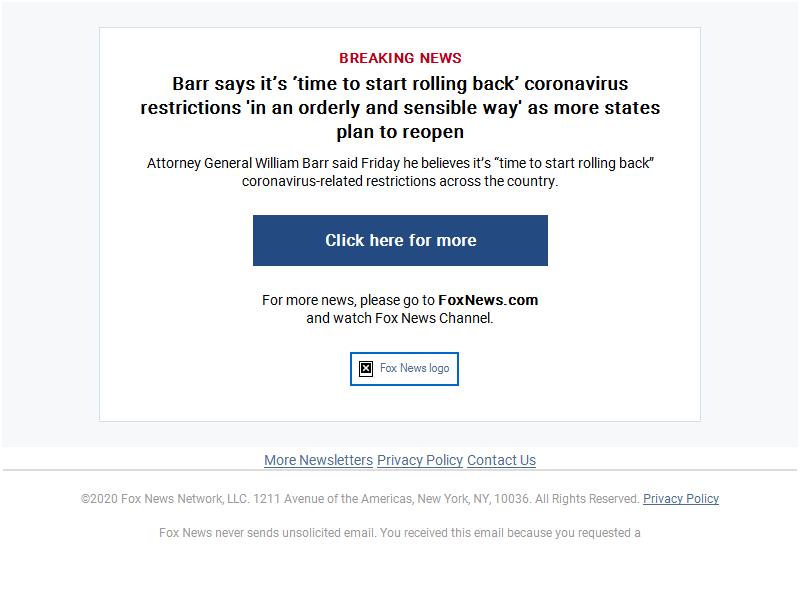 BREAKING NEWS
Barr says it’s ’time to start rolling back’ coronavirus
restrictions 'in an orderly and sensible way' as more states
plan to reopen
Attorney General William Barr said Friday he believes it’s “time to start rolling back”
coronavirus-related restrictions across the country.
Click here for more
For more news, please go to FoxNews.com
and watch Fox News Channel.
Fox News logo
More Newsletters Privacy Policy Contact Us
©2020 Fox News Network, LLC. 1211 Avenue of the Americas, New York, NY, 10036. All Rights Reserved. Privacy Policy
Fox News never sends unsolicited email. You received this email because you requested a